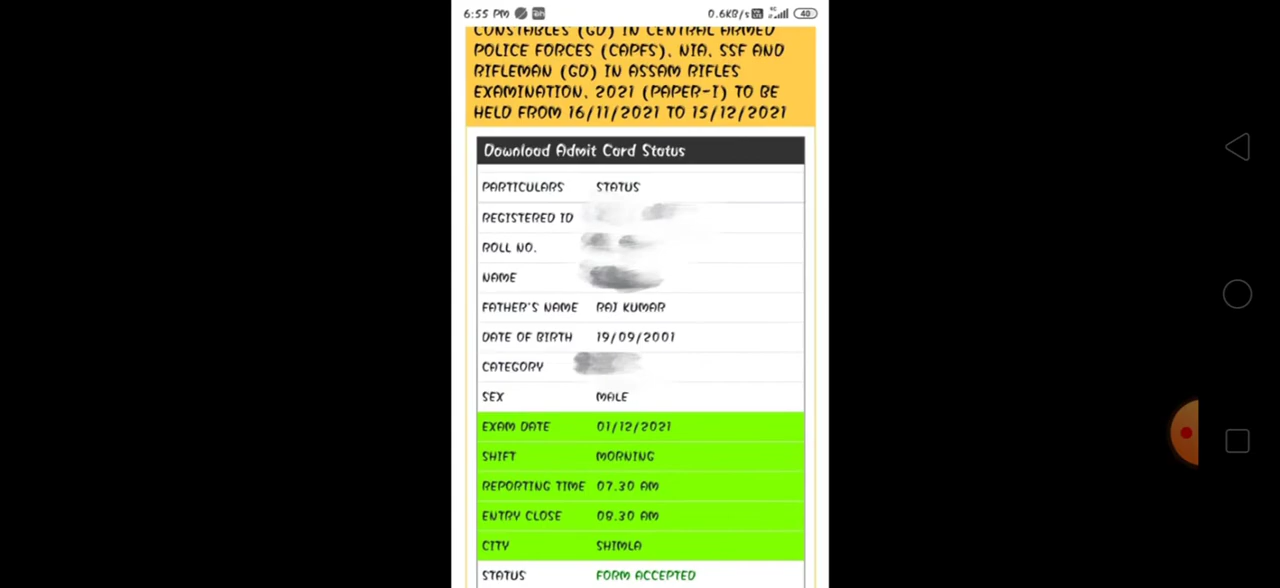 6:55 PM
0.6KB/s 4G 40
CONSTABLES (GD) IN CENTRAL ARMED
POLICE FORCES (CAPFS), NIA, SSF AND
RIFLEMAN (GD) IN ASSAM RIFLES
EXAMINATION, 2021 (PAPER-I) TO BE
HELD FROM 16/11/2021 TO 15/12/2021
Download Admit Card Status
PARTICULARS STATUS
REGISTERED ID
ROLL NO.
NAME
FATHER'S NAME RAJ KUMAR
DATE OF BIRTH 19/09/2001
CATEGORY
SEX MALE
EXAM DATE 01/12/2021
SHIFT MORNING
REPORTING TIME 07.30 AM
ENTRY CLOSE 08.30 AM
CITY SHIMLA
STATUS FORM ACCEPTED